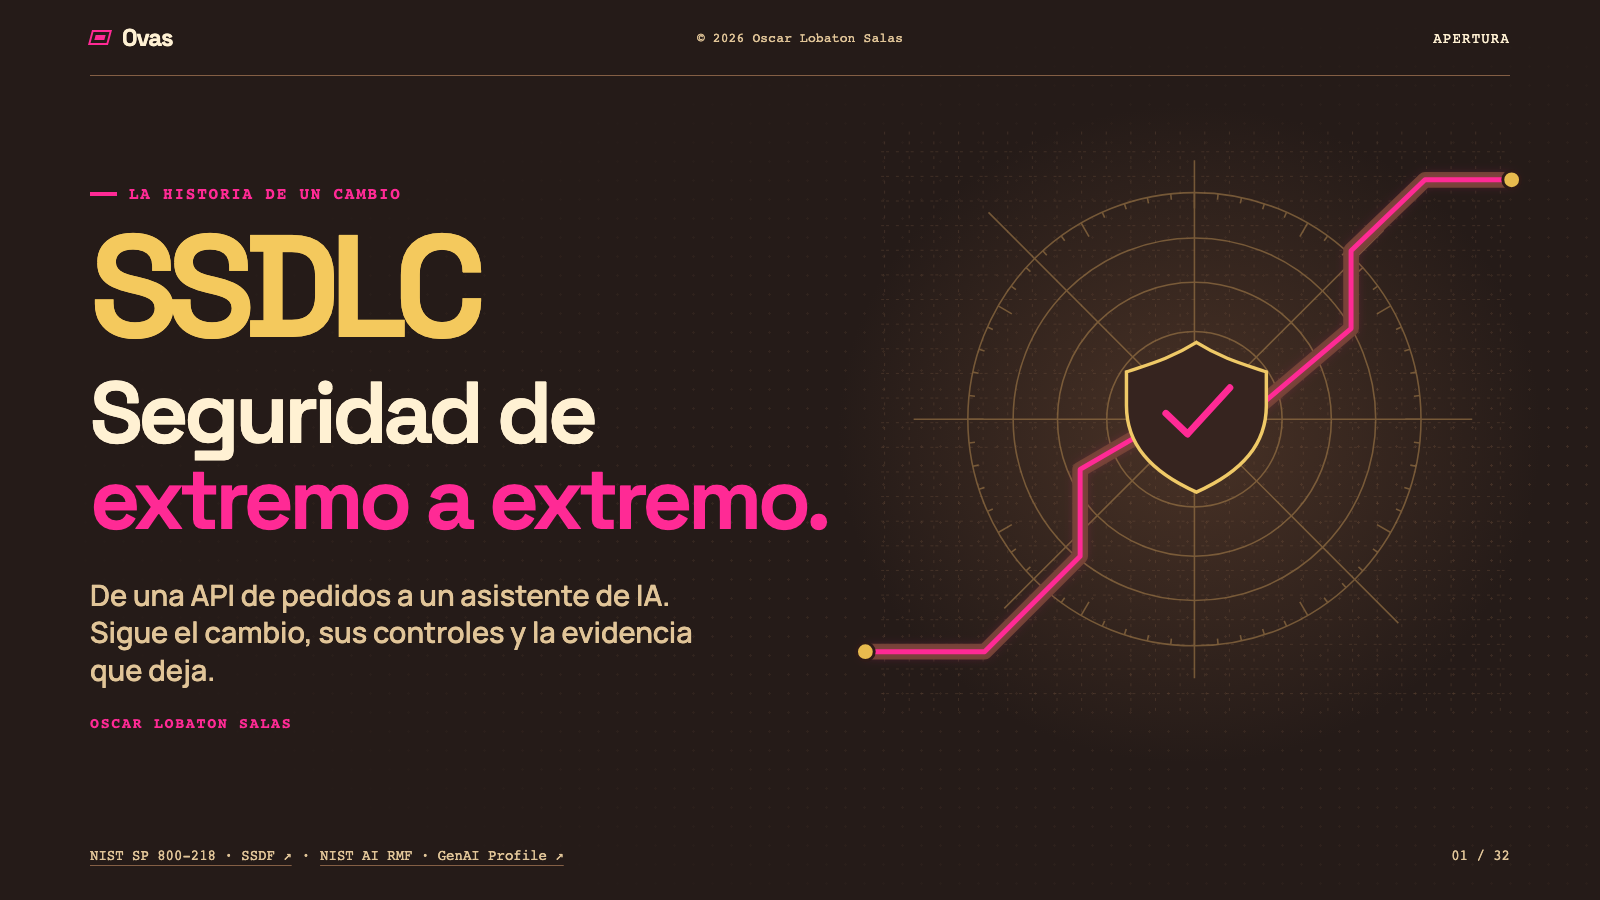 Ovas
© 2026 Oscar Lobaton Salas
APERTURA
LA HISTORIA DE UN CAMBIO
SSDLC
Seguridad de
extremo a extremo.
De una API de pedidos a un asistente de IA.
Sigue el cambio, sus controles y la evidencia
que deja.
OSCAR LOBATON SALAS
NIST SP 800-218 · SSDF ↗ · NIST AI RMF · GenAI Profile ↗
01 / 32